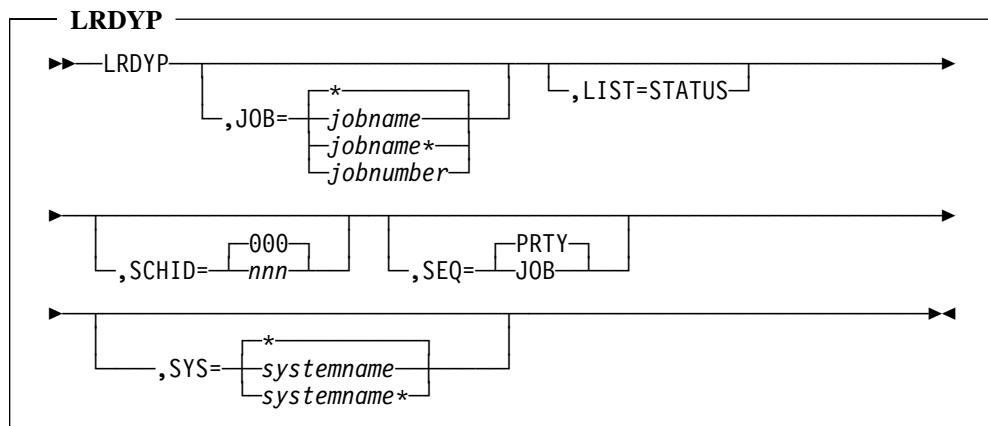 LRDYP
LRDYP
,JOB= * ,LIST=STATUS
jobname
jobname*
jobnumber
,SCHID= 000 ,SEQ= PRTY
nnn JOB
,SYS= *
systemname
systemname*